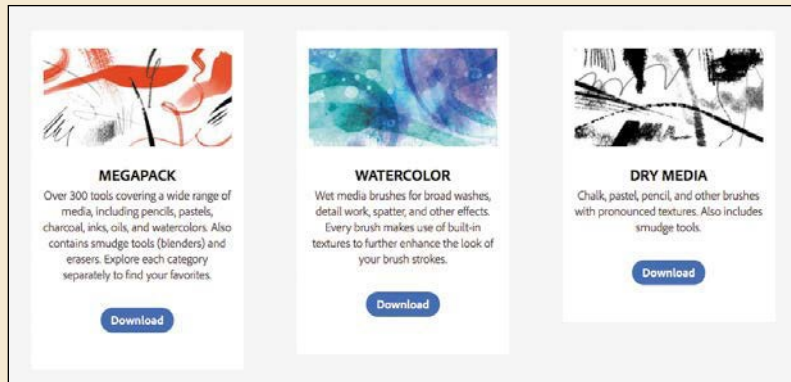 MEGAPACK
Over 300 tools covering a wide range of
media, including pencils, pastels,
charcoal, inks, oils, and watercolors. Also
contains smudge tools (blenders) and
erasers. Explore each category
separately to find your favorites.
Download
WATERCOLOR
Wet media brushes for broad washes,
detail work, spatter, and other effects.
Every brush makes use of built-in
textures to further enhance the look of
your brush strokes.
Download
DRY MEDIA
Chalk, pastel, pencil, and other brushes
with pronounced textures. Also includes
smudge tools.
Download